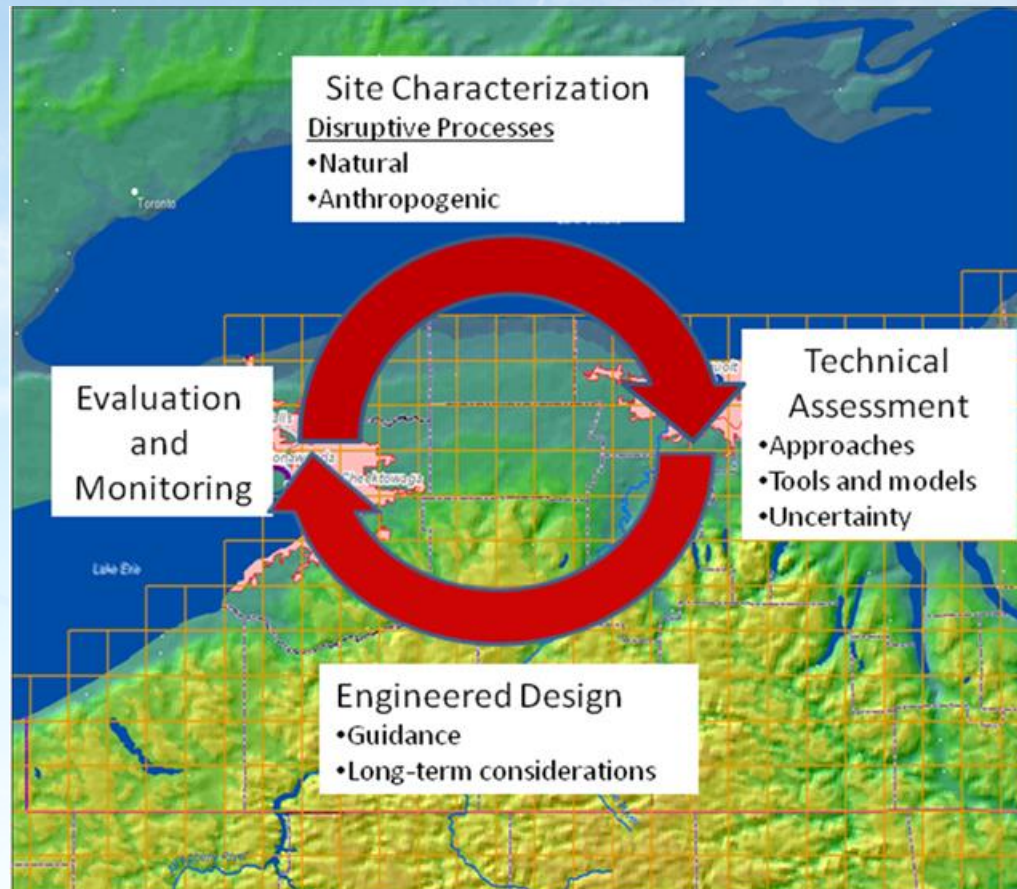 Site Characterization
Disruptive Processes
•Natural
•Anthropogenic
Toronto
Evaluation
and
Monitoring
Technical
Assessment
•Approaches
•Tools and models
•Uncertainty
Cheektowaga
Lake Erie
Engineered Design
•Guidance
•Long-term considerations